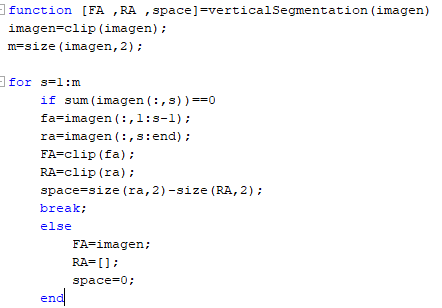 function [FA ,RA ,space]=verticalSegmentation(imagen)
imagen=clip(imagen);
m=size(imagen,2);
for s=1:m
if sum(imagen(:,s))==0
fa=imagen(:,1:s-1);
ra=imagen(:,s:end);
FA=clip(fa);
RA=clip(ra);
space=size(ra,2)-size(RA,2);
break;
else
FA=imagen;
RA=[];
space=0;
end